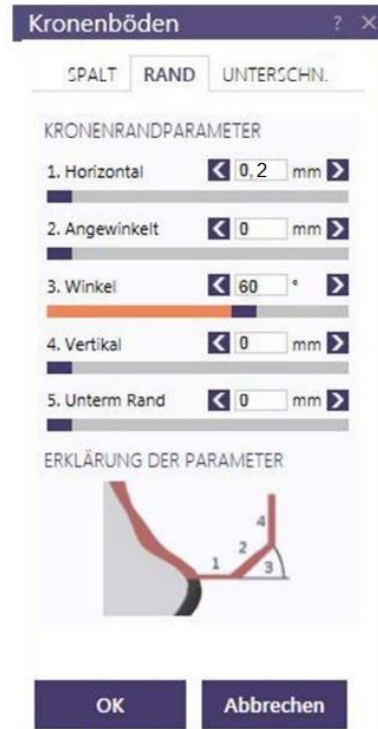 Kronenböden ? ×
SPALT RAND UNTERSCHN.
KRONENRANDPARAMETER
1. Horizontal 0,2 mm
2. Angewinkelt 0 mm
3. Winkel 60 °
4. Vertikal 0 mm
5. Unterm Rand 0 mm
ERKLÄRUNG DER PARAMETER
4
2
1 3
OK Abbrechen